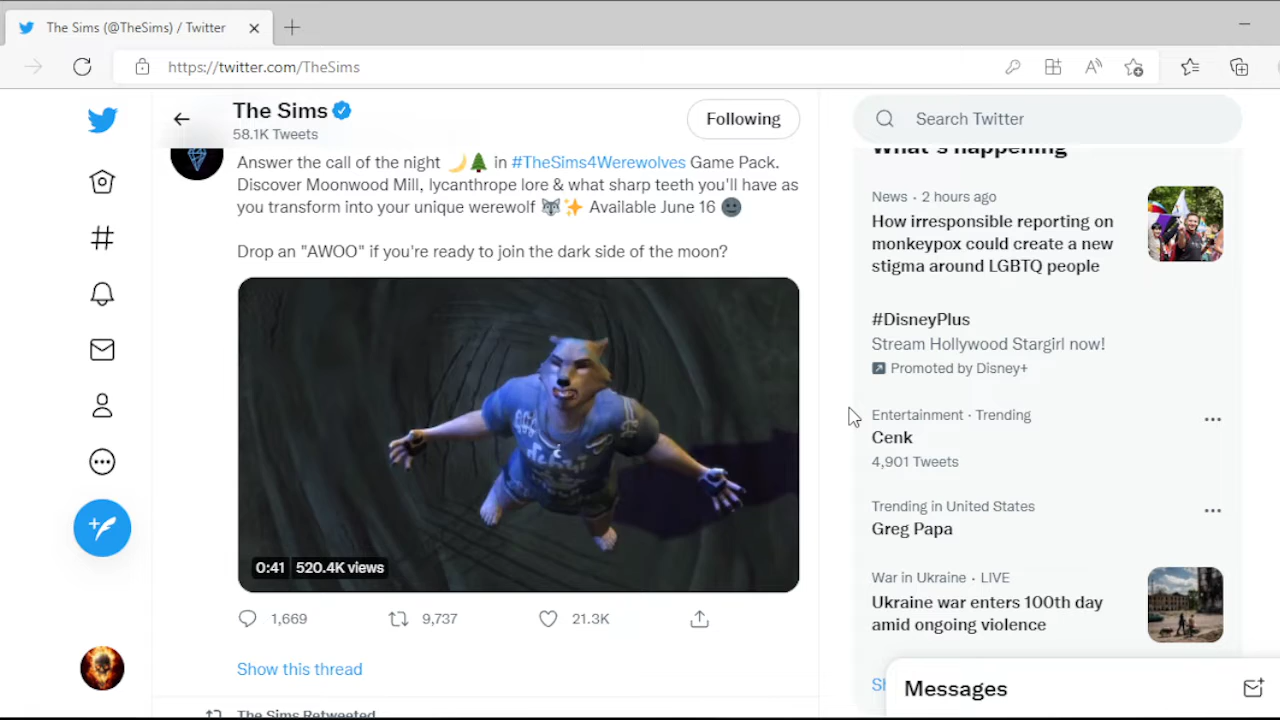 The Sims (@TheSims) / Twitter
https://twitter.com/TheSims
The Sims
58.1K Tweets
Following
Answer the call of the night 🌙🌲 in #TheSims4Werewolves Game Pack.
Discover Moonwood Mill, lycanthrope lore & what sharp teeth you'll have as
you transform into your unique werewolf 🐺✨ Available June 16 🌚
Drop an "AWOO" if you're ready to join the dark side of the moon?
0:41 520.4K views
1,669 9,737 21.3K
Show this thread
The Sims Retweeted
Search Twitter
What's happening
News · 2 hours ago
How irresponsible reporting on
monkeypox could create a new
stigma around LGBTQ people
#DisneyPlus
Stream Hollywood Stargirl now!
Promoted by Disney+
Entertainment · Trending
Cenk
4,901 Tweets
Trending in United States
Greg Papa
War in Ukraine · LIVE
Ukraine war enters 100th day
amid ongoing violence
Messages